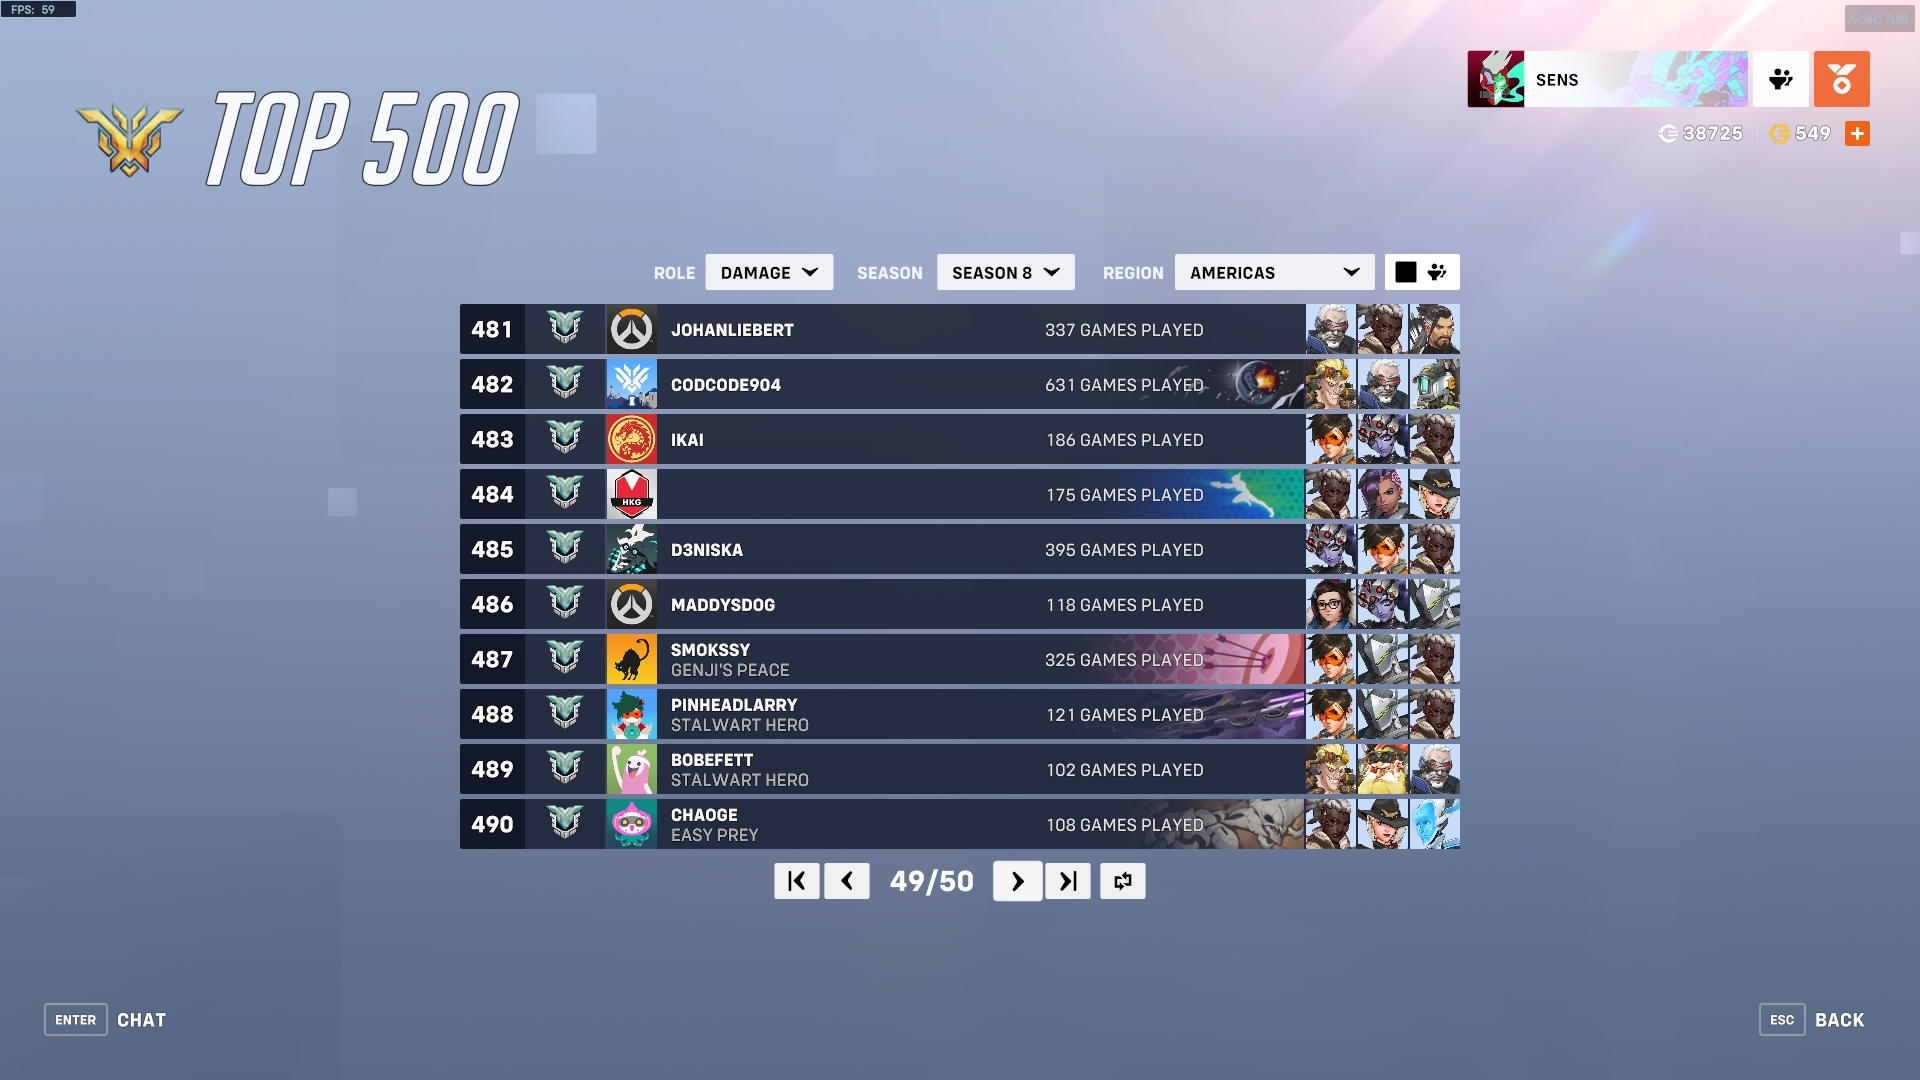 FPS: 59
9:46 AM
TOP 500
SENS
38725
549
ROLE DAMAGE SEASON SEASON 8 REGION AMERICAS
481 JOHANLIEBERT 337 GAMES PLAYED
482 CODCODE904 631 GAMES PLAYED
483 IKAI 186 GAMES PLAYED
484 HKG 175 GAMES PLAYED
485 D3NISKA 395 GAMES PLAYED
486 MADDYSDOG 118 GAMES PLAYED
487 SMOKSSY 325 GAMES PLAYED
GENJI'S PEACE
488 PINHEADLARRY 121 GAMES PLAYED
STALWART HERO
489 BOBEFETT 102 GAMES PLAYED
STALWART HERO
490 CHAOGE 108 GAMES PLAYED
EASY PREY
49/50
ENTER CHAT
ESC BACK